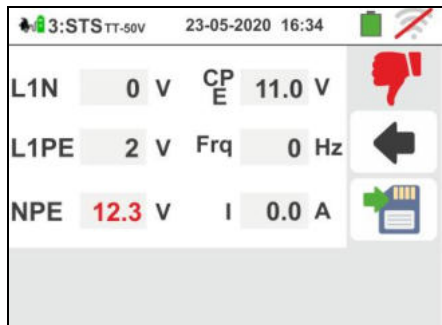 3:STS TT-50V 23-05-2020 16:34
L1N 0 V CPE 11.0 V
L1PE 2 V Frq 0 Hz
NPE 12.3 V I 0.0 A